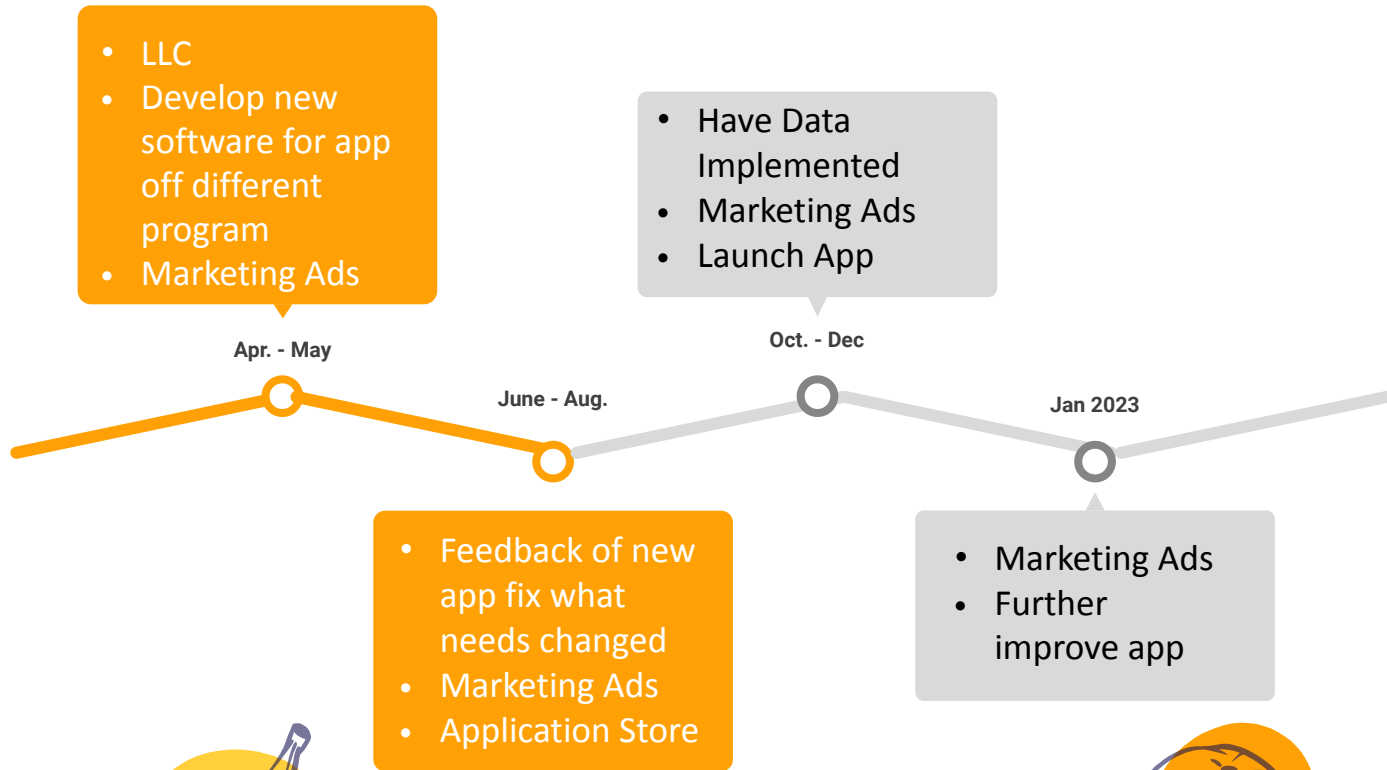 • LLC
• Develop new
software for app
off different
program
• Marketing Ads
Apr. - May
June - Aug.
• Feedback of new
app fix what
needs changed
• Marketing Ads
• Application Store
• Have Data
Implemented
• Marketing Ads
• Launch App
Oct. - Dec
Jan 2023
• Marketing Ads
• Further
improve app